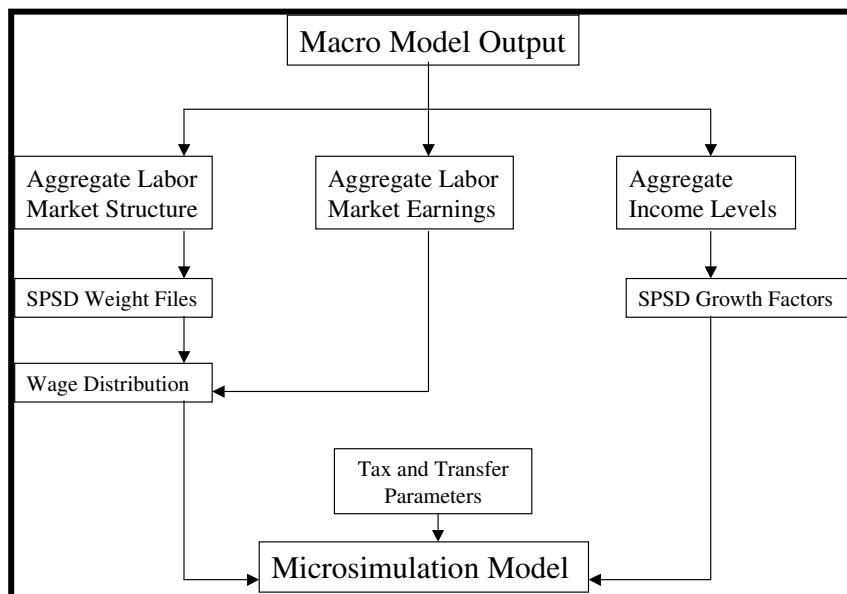 Macro Model Output
Aggregate Labor
Market Structure
Aggregate Labor
Market Earnings
Aggregate
Income Levels
SPSD Weight Files
SPSD Growth Factors
Wage Distribution
Tax and Transfer
Parameters
Microsimulation Model